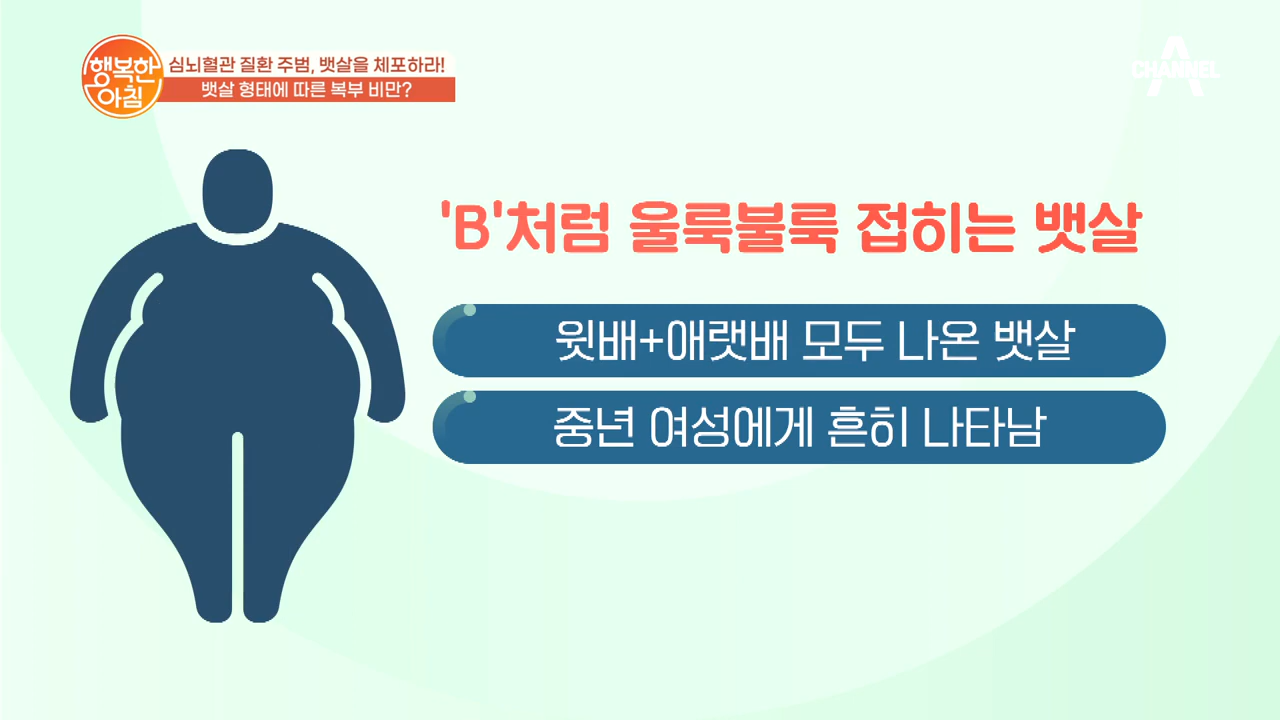 행복한
아침
심뇌혈관 질환 주범, 뱃살을 체포하라!
뱃살 형태에 따른 복부 비만?
CHANNEL A
'B'처럼 울룩불룩 접히는 뱃살
윗배+애랫배 모두 나온 뱃살
중년 여성에게 흔히 나타남